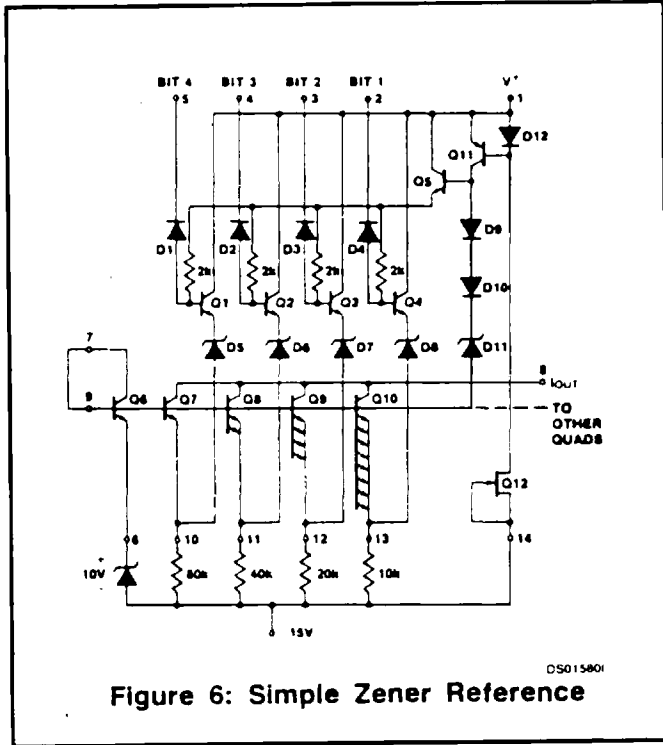 BIT 4 BIT 3 BIT 2 BIT 1 V+
5 4 3 2 1
D12
Q11
Q5
D9
D1 D2 D3 D4
2k 2k 2k 2k
D10
Q1 Q2 Q3 Q4
D5 D6 D7 D8 D11
7
8
IOUT
9 Q6 Q7 Q8 Q9 Q10
TO
OTHER
QUADS
Q12
6 10 11 12 13 14
+
10V 80k 40k 20k 10k
15V
DS01580I
Figure 6: Simple Zener Reference